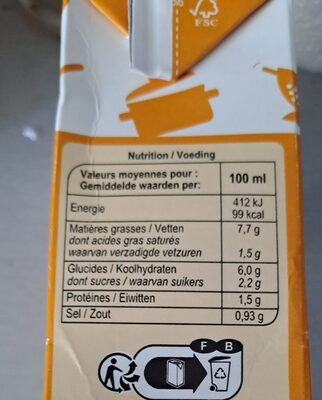 FSC
Nutrition / Voeding
Valeurs moyennes pour :
Gemiddelde waarden per:
100 ml
Energie
412 kJ
99 kcal
Matières grasses / Vetten
7,7 g
dont acides gras saturés
waarvan verzadigde vetzuren
1,5 g
Glucides / Koolhydraten
6,0 g
dont sucres / waarvan suikers
2,2 g
Protéines / Eiwitten
1,5 g
Sel / Zout
0,93 g
F B